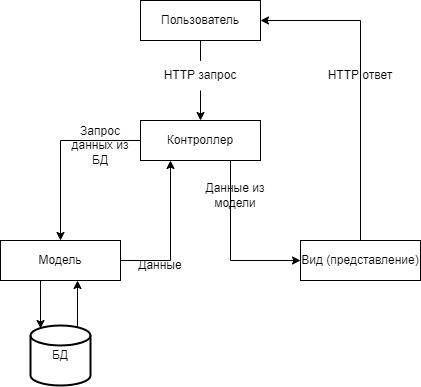 Пользователь
HTTP запрос
HTTP ответ
Запрос
данных из
БД
Контроллер
Данные из
модели
Модель
Данные
Вид (представление)
БД